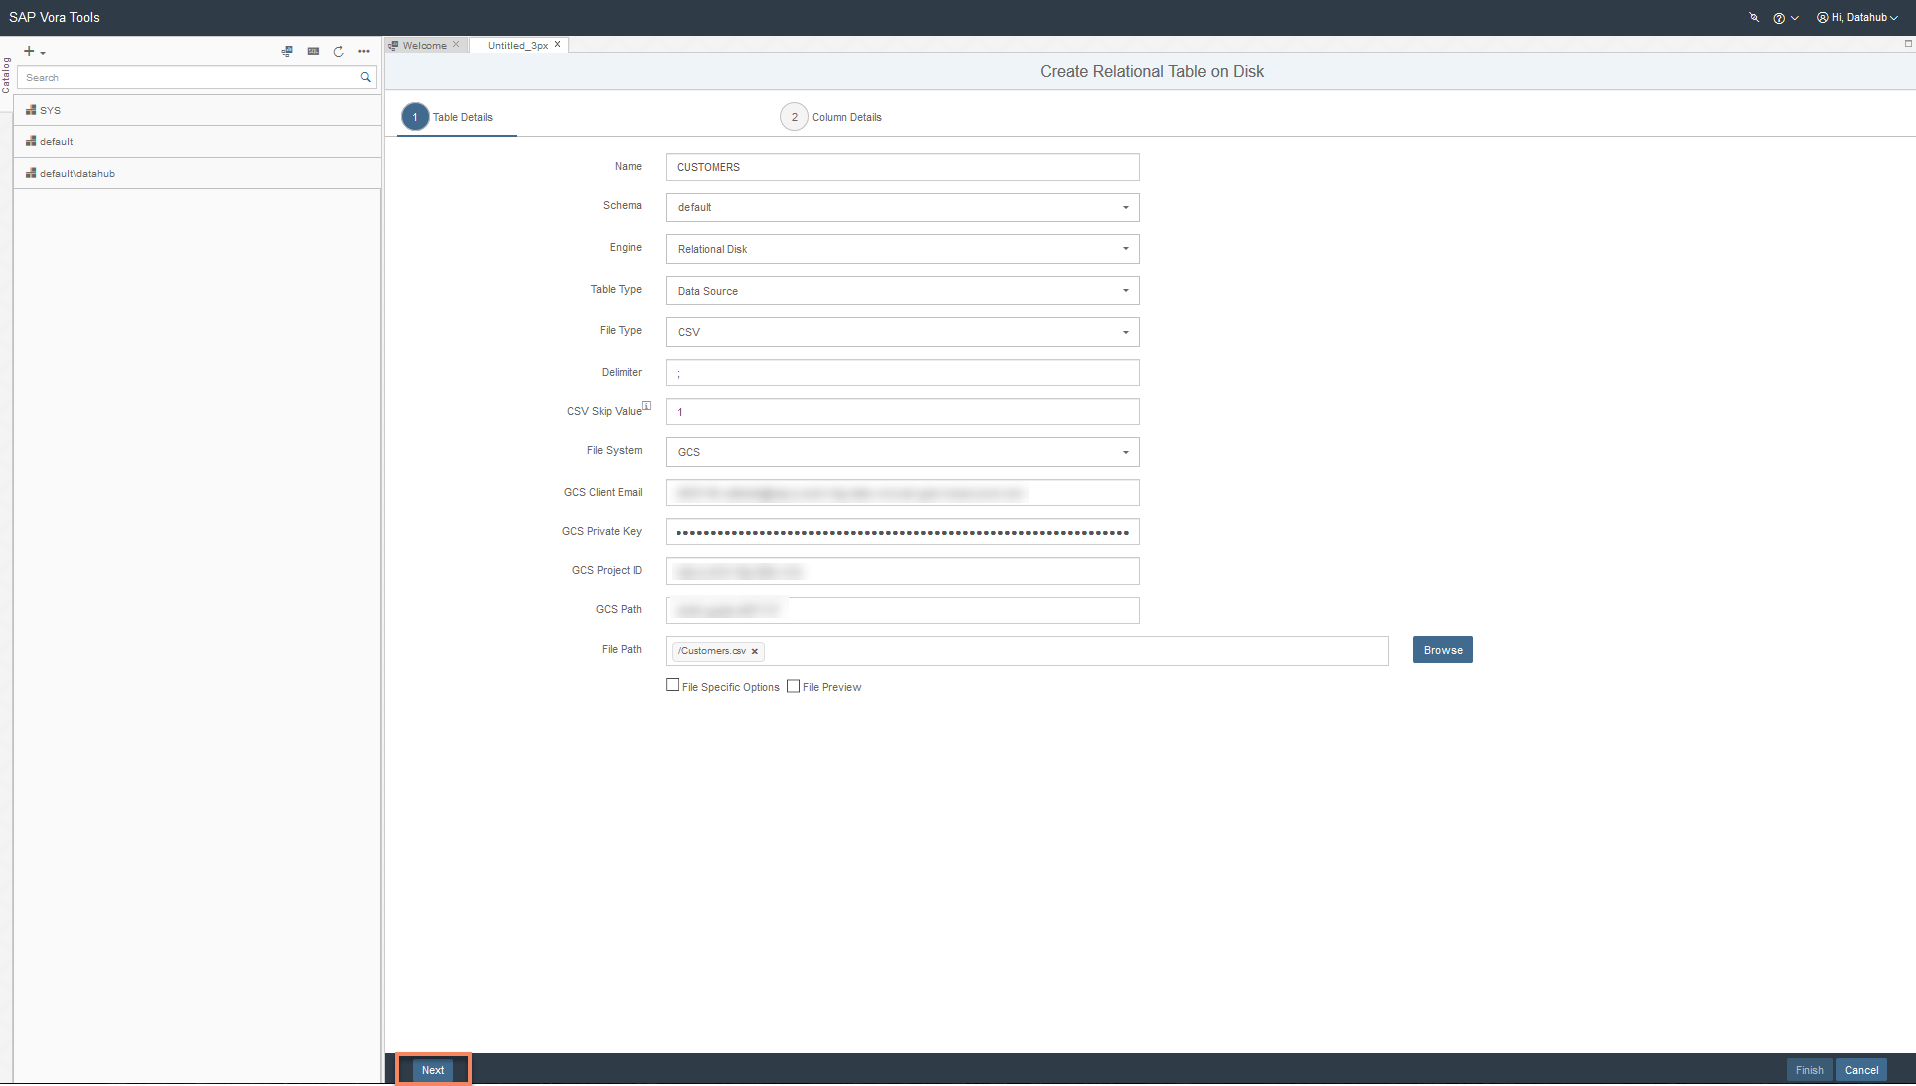 SAP Vora Tools
Hi, Datahub
Catalog
Search
SYS
default
default\datahub
Welcome
Untitled_3px
Create Relational Table on Disk
1 Table Details
2 Column Details
Name CUSTOMERS
Schema default
Engine Relational Disk
Table Type Data Source
File Type CSV
Delimiter ;
CSV Skip Value 1
File System GCS
GCS Client Email
GCS Private Key
GCS Project ID
GCS Path
File Path /Customers.csv Browse
File Specific Options File Preview
Next Finish Cancel